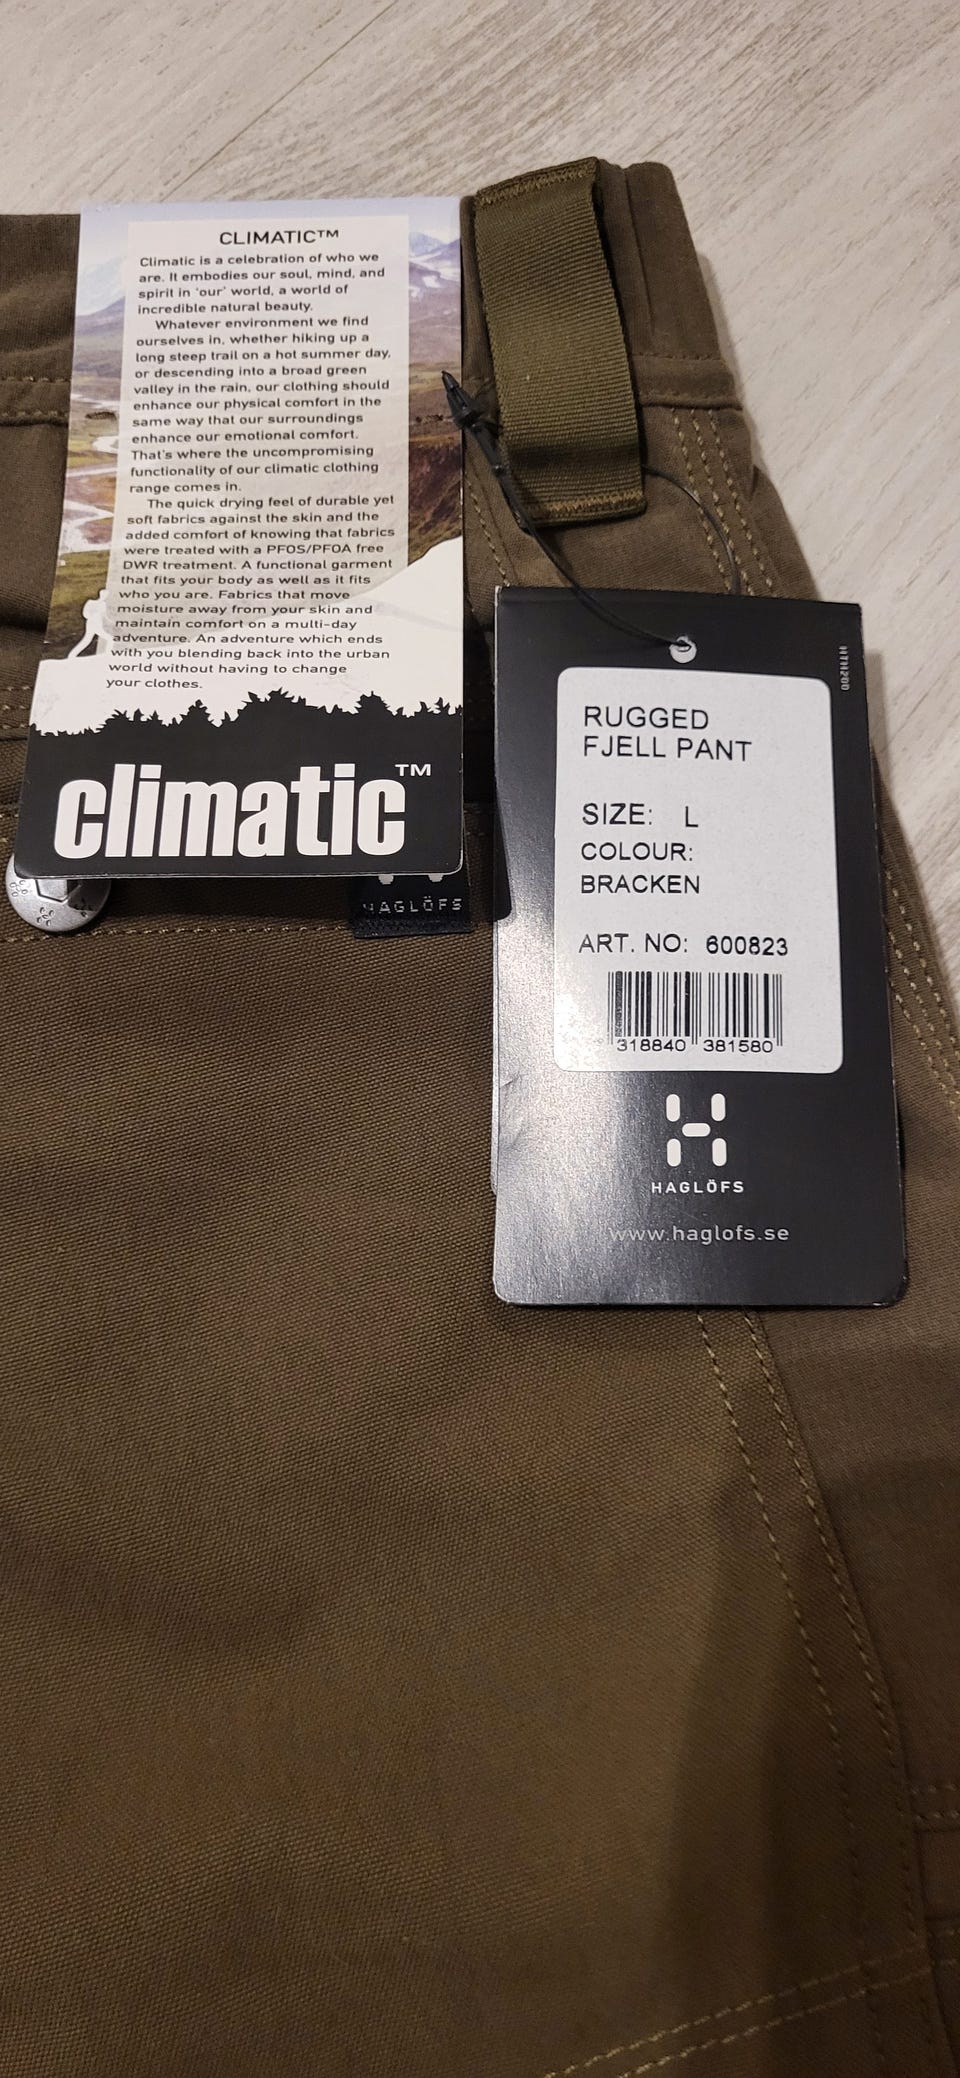 CLIMATIC™
Climatic is a celebration of who we
are. It embodies our soul, mind, and
spirit in 'our' world, a world of
incredible natural beauty.
Whatever environment we find
ourselves in, whether hiking up a
long steep trail on a hot summer day,
or descending into a broad green
valley in the rain, our clothing should
enhance our physical comfort in the
same way that our surroundings
enhance our emotional comfort.
That's where the uncompromising
functionality of our climatic clothing
range comes in.
The quick drying feel of durable yet
soft fabrics against the skin and the
added comfort of knowing that fabrics
were treated with a PFOS/PFOA free
DWR treatment. A functional garment
that fits your body as well as it fits
who you are. Fabrics that move
moisture away from your skin and
maintain comfort on a multi-day
adventure. An adventure which ends
with you blending back into the urban
world without having to change
your clothes.
climatic™
HAGLÖFS
HTH200
RUGGED
FJELL PANT
SIZE: L
COLOUR:
BRACKEN
ART. NO: 600823
318840 381580
HAGLÖFS
www.haglofs.se